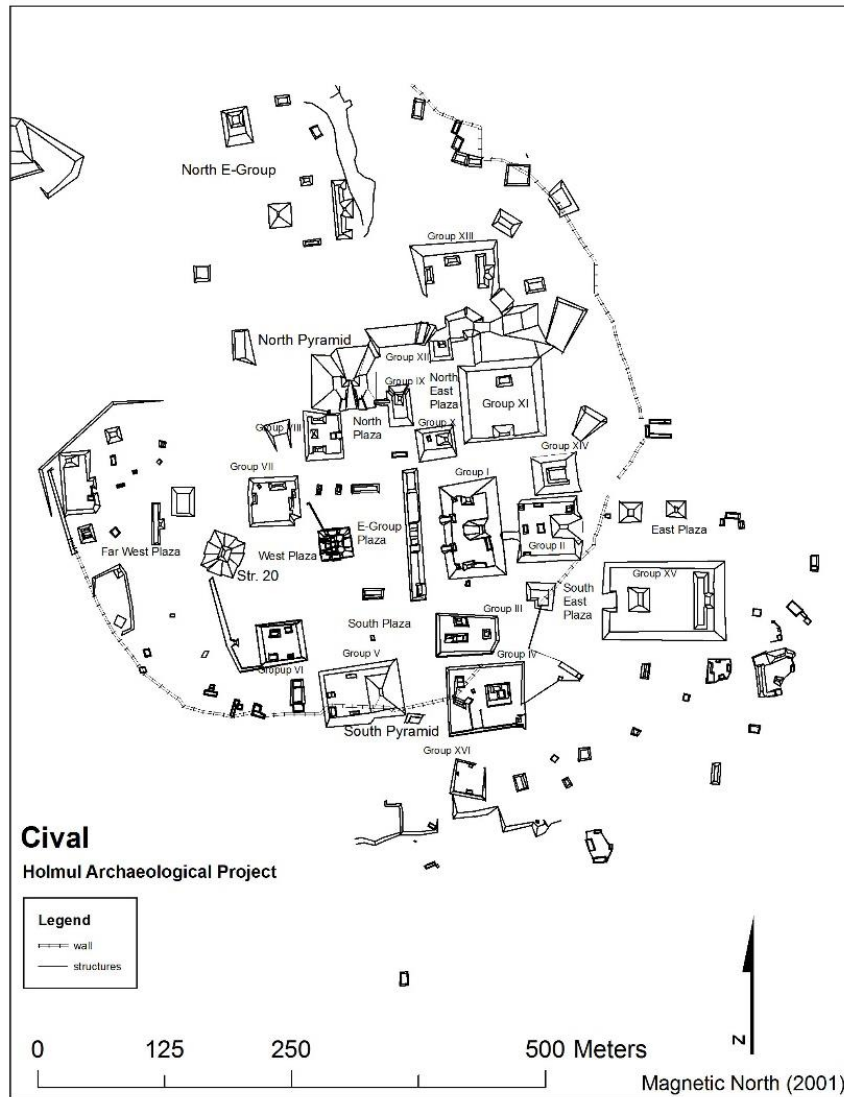 North E-Group
Group XIII
North Pyramid
Group XII
North
East
Plaza
Group IX
Group XI
Group VIII
North
Plaza
Group X
Group XIV
Group VII
Group I
E-Group
Plaza
East Plaza
Far West Plaza
West Plaza
Group II
Str. 20
Group XV
South
East
Plaza
South Plaza
Group III
Group V
Group IV
Gropup VI
South Pyramid
Group XVI
Cival
Holmul Archaeological Project
Legend
wall
structures
N
0 125 250 500 Meters
Magnetic North (2001)